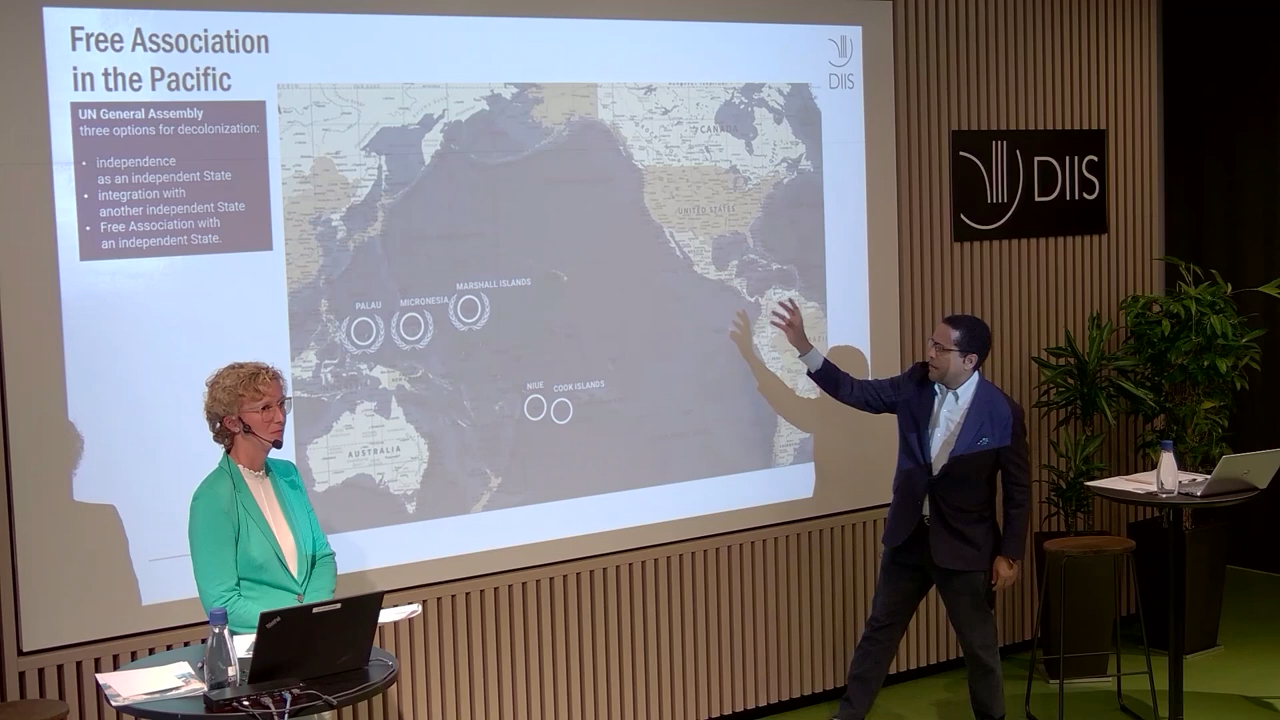 Free Association
in the Pacific
DIIS
UN General Assembly
three options for decolonization:
• independence
as an independent State
• integration with
another independent State
• Free Association with
an independent State.
CANADA
UNITED STATES
MARSHALL ISLANDS
MICRONESIA
PALAU
NIUE
COOK ISLANDS
AUSTRALIA
DIIS
ThinkPad